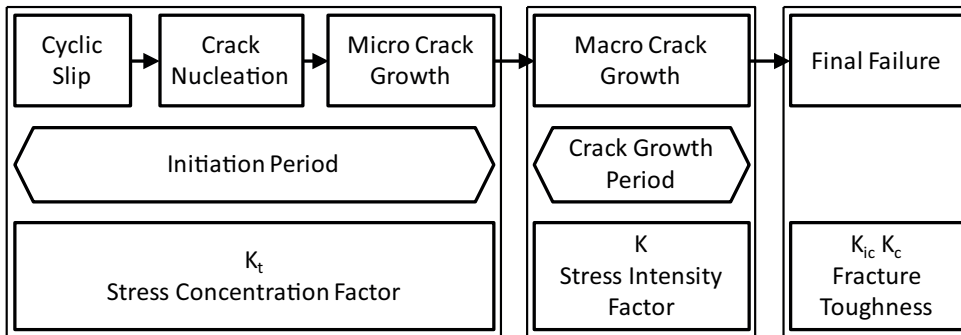 Cyclic
Slip
Crack
Nucleation
Micro Crack
Growth
Macro Crack
Growth
Final Failure
Initiation Period
Crack Growth
Period
Kt
Stress Concentration Factor
K
Stress Intensity
Factor
Kic Kc
Fracture
Toughness